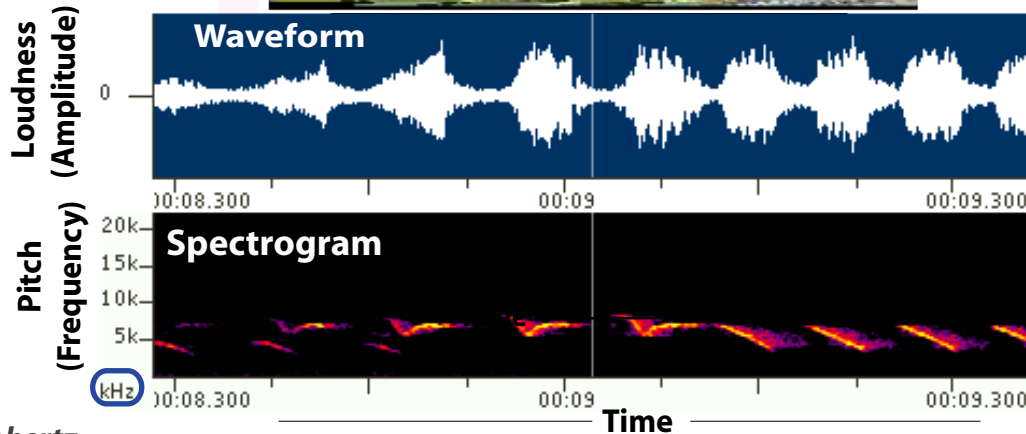 Loudness
(Amplitude)
Waveform
0
00:08.300
00:09
00:09.300
Pitch
(Frequency)
Spectrogram
20k
15k
10k
5k
kHz
00:08.300
00:09
00:09.300
Time